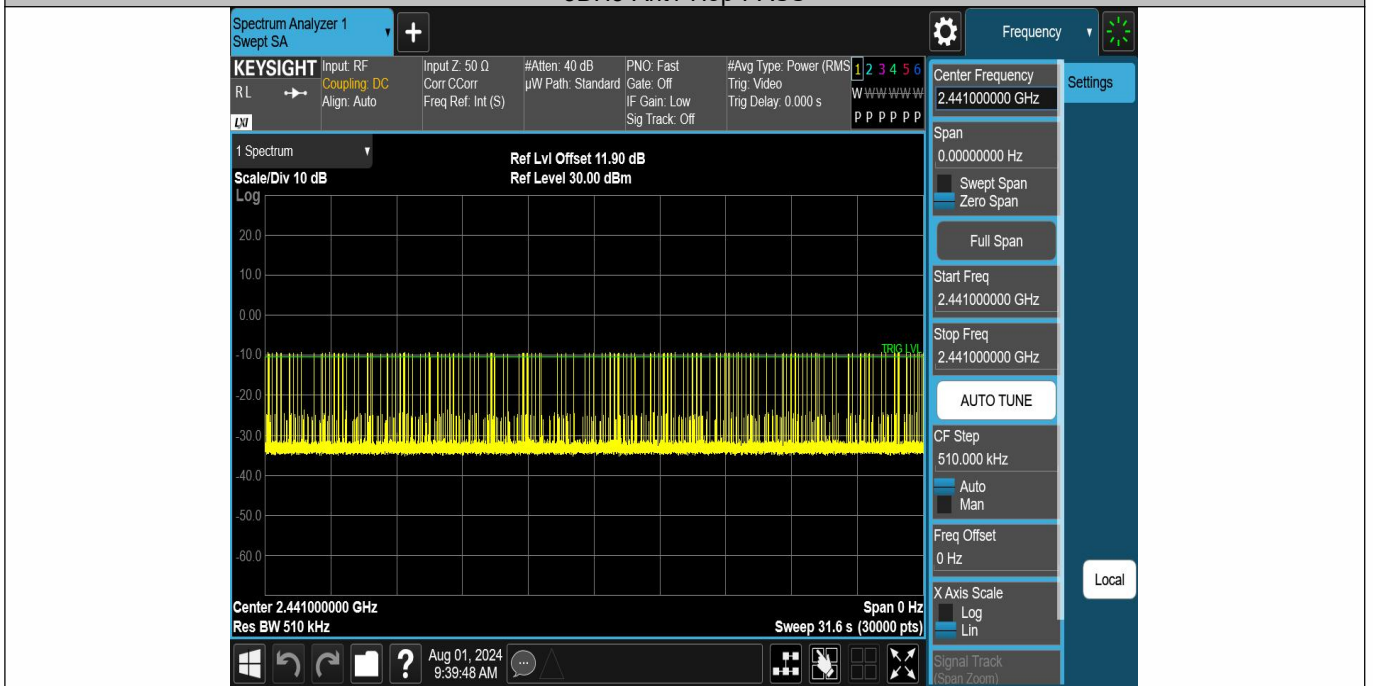 Spectrum Analyzer 1
Swept SA
Frequency
KEYSIGHT
RL
LXI
Input: RF
Coupling: DC
Align: Auto
Input Z: 50 Ω
Corr CCorr
Freq Ref: Int (S)
#Atten: 40 dB
µW Path: Standard
PNO: Fast
Gate: Off
IF Gain: Low
Sig Track: Off
#Avg Type: Power (RMS
Trig: Video
Trig Delay: 0.000 s
1 2 3 4 5 6
W W W W W W
P P P P P P
1 Spectrum
Scale/Div 10 dB
Ref Lvl Offset 11.90 dB
Ref Level 30.00 dBm
Log
20.0
10.0
0.00
-10.0
-20.0
-30.0
-40.0
-50.0
-60.0
TRIG LVL
Center 2.441000000 GHz
Res BW 510 kHz
Span 0 Hz
Sweep 31.6 s (30000 pts)
Center Frequency
2.441000000 GHz
Settings
Span
0.00000000 Hz
Swept Span
Zero Span
Full Span
Start Freq
2.441000000 GHz
Stop Freq
2.441000000 GHz
AUTO TUNE
CF Step
510.000 kHz
Auto
Man
Freq Offset
0 Hz
X Axis Scale
Log
Lin
Local
Signal Track
(Span Zoom)
?
Aug 01, 2024
9:39:48 AM